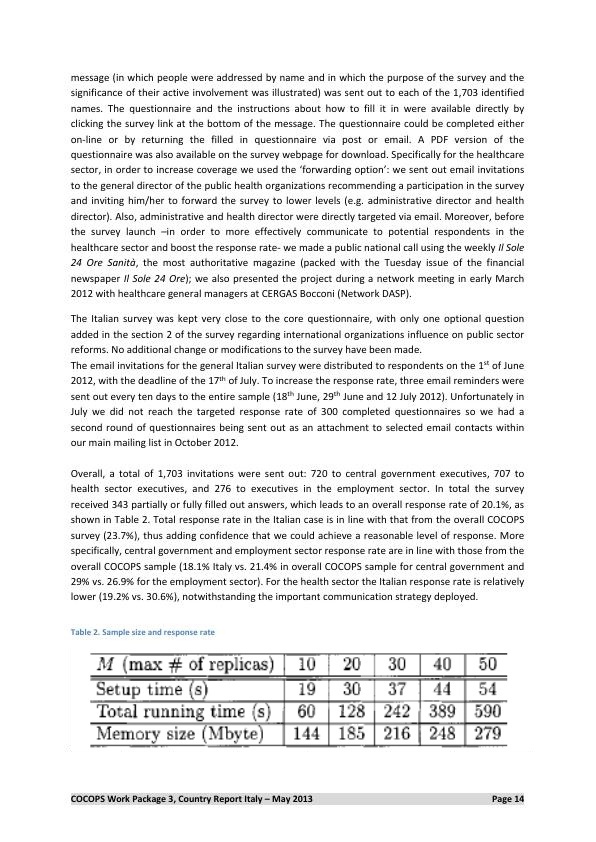 message (in which people were addressed by name and in which the purpose of the survey and the
significance of their active involvement was illustrated) was sent out to each of the 1,703 identified
names. The questionnaire and the instructions about how to fill it in were available directly by
clicking the survey link at the bottom of the message. The questionnaire could be completed either
on-line or by returning the filled in questionnaire via post or email. A PDF version of the
questionnaire was also available on the survey webpage for download. Specifically for the healthcare
sector, in order to increase coverage we used the ‘forwarding option’: we sent out email invitations
to the general director of the public health organizations recommending a participation in the survey
and inviting him/her to forward the survey to lower levels (e.g. administrative director and health
director). Also, administrative and health director were directly targeted via email. Moreover, before
the survey launch –in order to more effectively communicate to potential respondents in the
healthcare sector and boost the response rate- we made a public national call using the weekly Il Sole
24 Ore Sanità, the most authoritative magazine (packed with the Tuesday issue of the financial
newspaper Il Sole 24 Ore); we also presented the project during a network meeting in early March
2012 with healthcare general managers at CERGAS Bocconi (Network DASP).
The Italian survey was kept very close to the core questionnaire, with only one optional question
added in the section 2 of the survey regarding international organizations influence on public sector
reforms. No additional change or modifications to the survey have been made.
The email invitations for the general Italian survey were distributed to respondents on the 1st of June
2012, with the deadline of the 17th of July. To increase the response rate, three email reminders were
sent out every ten days to the entire sample (18th June, 29th June and 12 July 2012). Unfortunately in
July we did not reach the targeted response rate of 300 completed questionnaires so we had a
second round of questionnaires being sent out as an attachment to selected email contacts within
our main mailing list in October 2012.
Overall, a total of 1,703 invitations were sent out: 720 to central government executives, 707 to
health sector executives, and 276 to executives in the employment sector. In total the survey
received 343 partially or fully filled out answers, which leads to an overall response rate of 20.1%, as
shown in Table 2. Total response rate in the Italian case is in line with that from the overall COCOPS
survey (23.7%), thus adding confidence that we could achieve a reasonable level of response. More
specifically, central government and employment sector response rate are in line with those from the
overall COCOPS sample (18.1% Italy vs. 21.4% in overall COCOPS sample for central government and
29% vs. 26.9% for the employment sector). For the health sector the Italian response rate is relatively
lower (19.2% vs. 30.6%), notwithstanding the important communication strategy deployed.
Table 2. Sample size and response rate
M (max # of replicas) 10 20 30 40 50
Setup time (s) 19 30 37 44 54
Total running time (s) 60 128 242 389 590
Memory size (Mbyte) 144 185 216 248 279
COCOPS Work Package 3, Country Report Italy – May 2013 Page 14